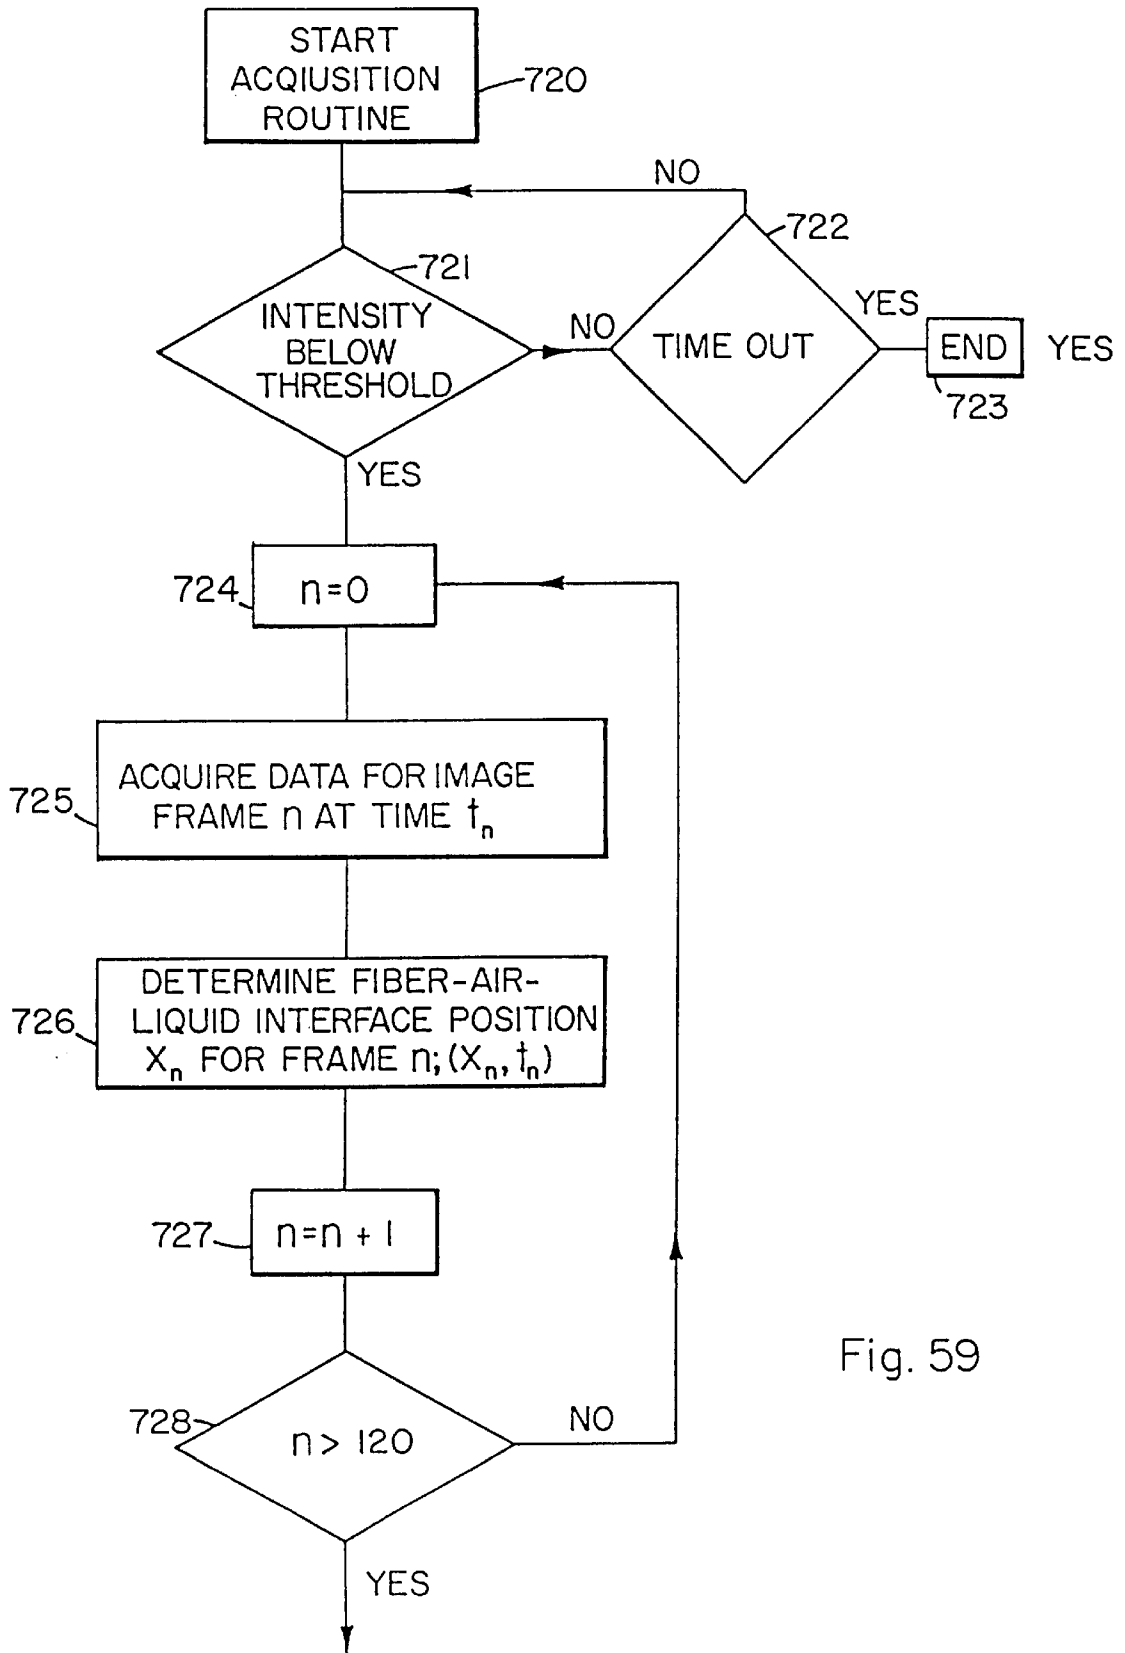 START
ACQIUSITION
ROUTINE
720
NO
722
721
INTENSITY
BELOW
THRESHOLD
NO
TIME OUT
YES
END
YES
723
YES
724
n=0
725
ACQUIRE DATA FOR IMAGE
FRAME n AT TIME tₙ
726
DETERMINE FIBER-AIR-
LIQUID INTERFACE POSITION
Xₙ FOR FRAME n; (Xₙ, tₙ)
727
n=n + 1
728
n> 120
NO
YES
Fig. 59